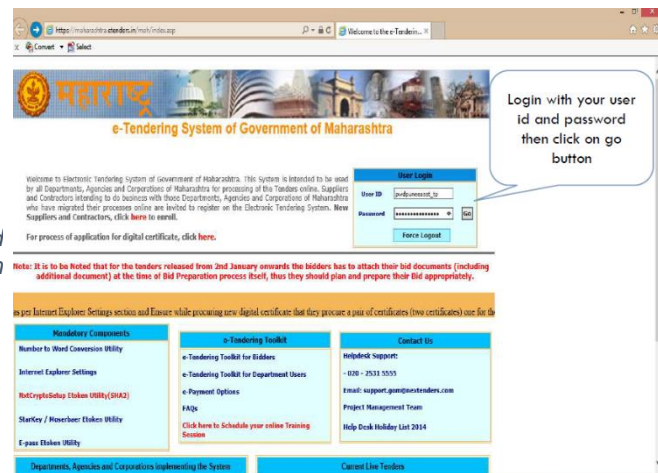 https://maharashtra.etenders.in/mah/index.asp
Welcome to the e-Tenderin...
x Convert Select
महाराष्ट्र
e-Tendering System of Government of Maharashtra
Login with your user
id and password
then click on go
button
Welcome to Electronic Tendering System of Government of Maharashtra. This System is intended to be used
by all Departments, Agencies and Corporations of Maharashtra for processing of the Tenders online. Suppliers
and Contractors intending to do business with those Departments, Agencies and Corporations of Maharashtra
who have migrated their processes online are invited to register on the Electronic Tendering System. New
Suppliers and Contractors, click here to enroll.
For process of application for digital certificate, click here.
User Login
User ID
Password Go
Force Logout
Note: It is to be Noted that for the tenders released from 2nd January onwards the bidders has to attach their bid documents (including
additional document) at the time of Bid Preparation process itself, thus they should plan and prepare their Bid appropriately.
as per Internet Explorer Settings section and Ensure while procuring new digital certificate that they procure a pair of certificates (two certificates) one for the
Mandatory Components
Number to Word Conversion Utility
Internet Explorer Settings
NxtCryptoSetup Etoken Utility(SHA2)
StarKey / Moserbaer Etoken Utility
E-pass Etoken Utility
e-Tendering Toolkit
e-Tendering Toolkit for Bidders
e-Tendering Toolkit for Department Users
e-Payment Options
FAQs
Click here to Schedule your online Training
Session
Contact Us
Helpdesk Support:
- 020 - 2531 5555
Email: support.gom@nextenders.com
Project Management Team
Help Desk Holiday List 2014
Departments, Agencies and Corporations implementing the System
Current Live Tenders